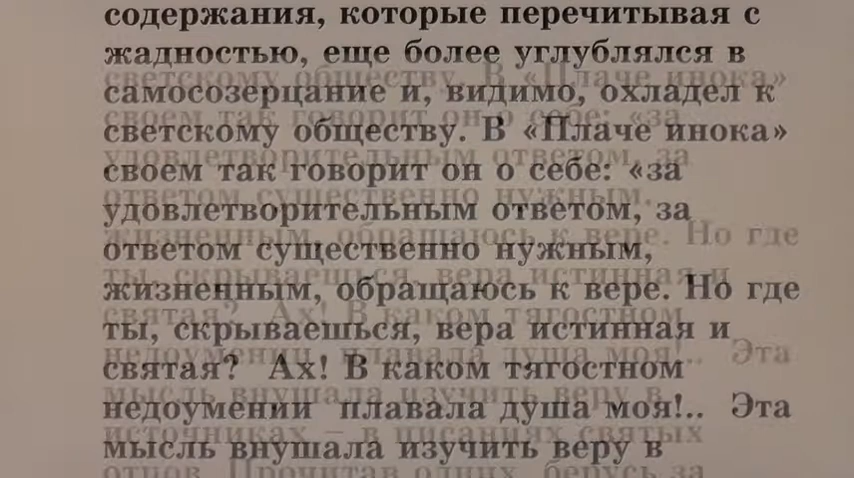 содержания, которые перечитывая с
жадностью, еще более углублялся в
самосозерцание и, видимо, охладел к
светскому обществу. В «Плаче инока»
своем так говорит он о себе: «за
удовлетворительным ответом, за
ответом существенно нужным,
жизненным, обращаюсь к вере. Но где
ты, скрываешься, вера истинная и
святая? Ах! В каком тягостном
недоумении плавала душа моя!.. Эта
мысль внушала изучить веру в